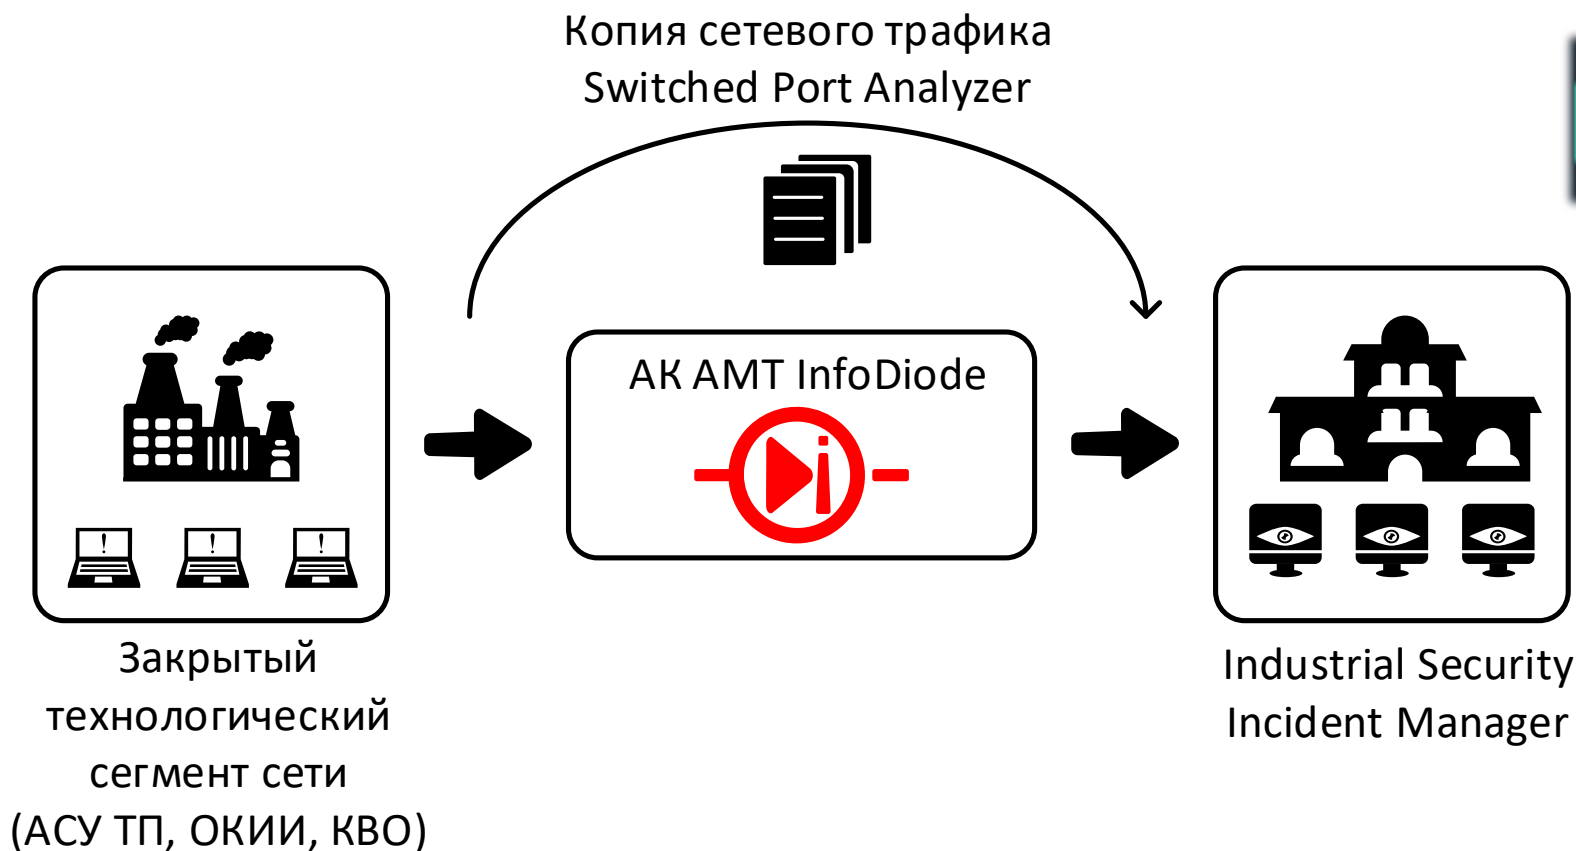 Копия сетевого трафика
Switched Port Analyzer
АК АМТ InfoDiode
Закрытый
технологический
сегмент сети
(АСУ ТП, ОКИИ, КВО)
Industrial Security
Incident Manager